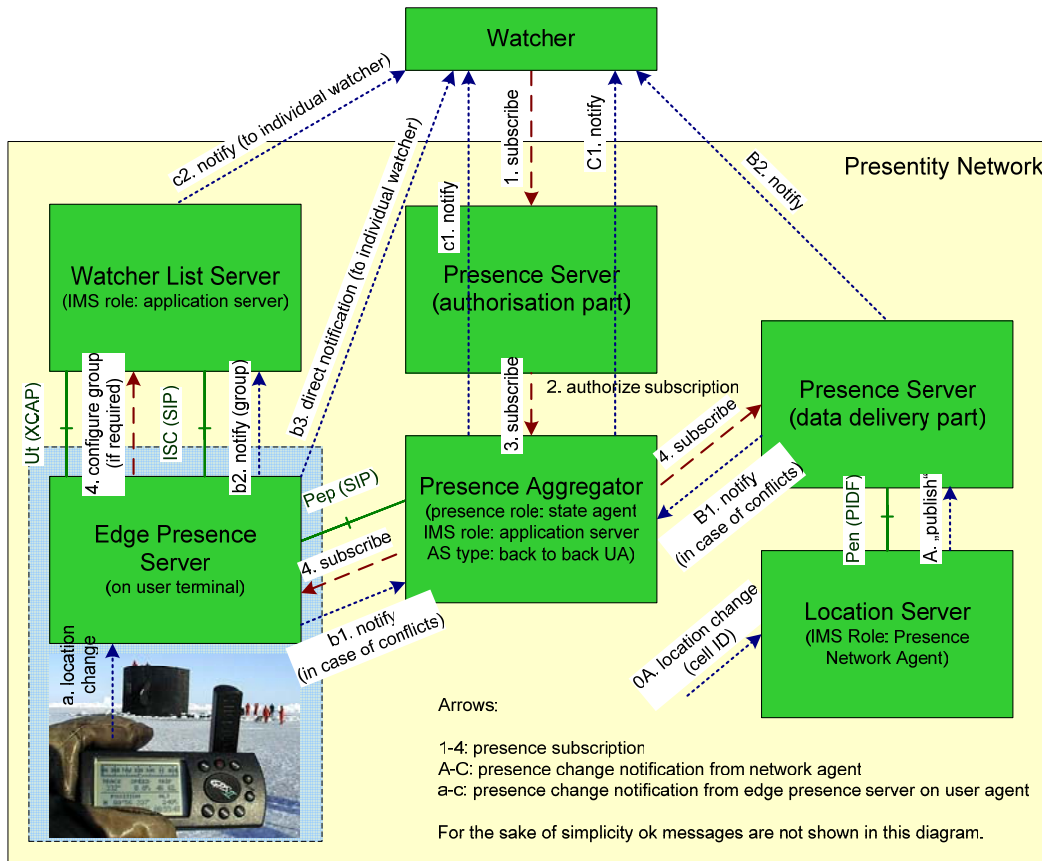 Watcher
Presentity Network
c2. notify (to individual watcher)
b3. direct notification (to individual watcher)
c1. notify
1. subscribe
C1. notify
B2. notify
Watcher List Server
(IMS role: application server)
Presence Server
(authorisation part)
Presence Server
(data delivery part)
Ut (XCAP)
4. configure group
(if required)
ISC (SIP)
b2. notify (group)
3. subscribe
2. authorize subscription
4. subscribe
B1. notify
(in case of conflicts)
Pen (PIDF)
A. „publish“
Edge Presence
Server
(on user terminal)
Pep (SIP)
4. subscribe
b1. notify
(in case of conflicts)
Presence Aggregator
(presence role: state agent
IMS role: application server
AS type: back to back UA)
Location Server
(IMS Role: Presence
Network Agent)
0A. location change
(cell ID)
a. location
change
TRACK SPEED
POSITION
Arrows:
1-4: presence subscription
A-C: presence change notification from network agent
a-c: presence change notification from edge presence server on user agent
For the sake of simplicity ok messages are not shown in this diagram.